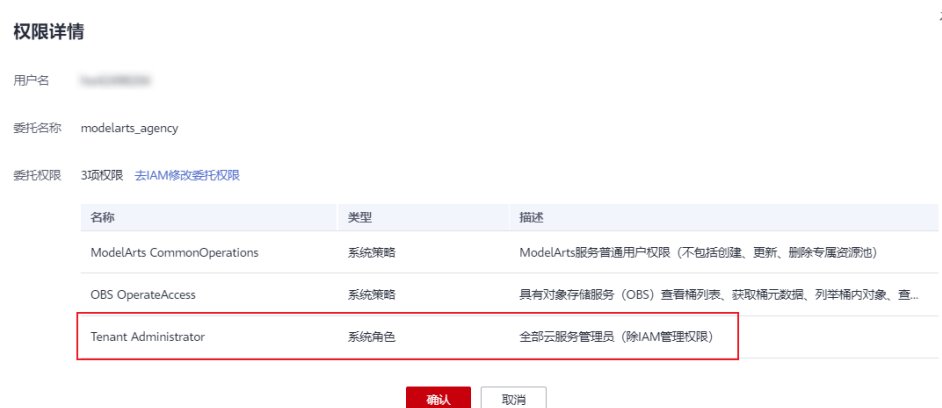 权限详情
用户名
委托名称 modelarts_agency
委托权限 3项权限 去IAM修改委托权限
名称 类型 描述
ModelArts CommonOperations 系统策略 ModelArts服务普通用户权限（不包括创建、更新、删除专属资源池）
OBS OperateAccess 系统策略 具有对象存储服务（OBS）查看桶列表、获取桶元数据、列举桶内对象、查...
Tenant Administrator 系统角色 全部云服务管理员（除IAM管理权限）
确认 取消